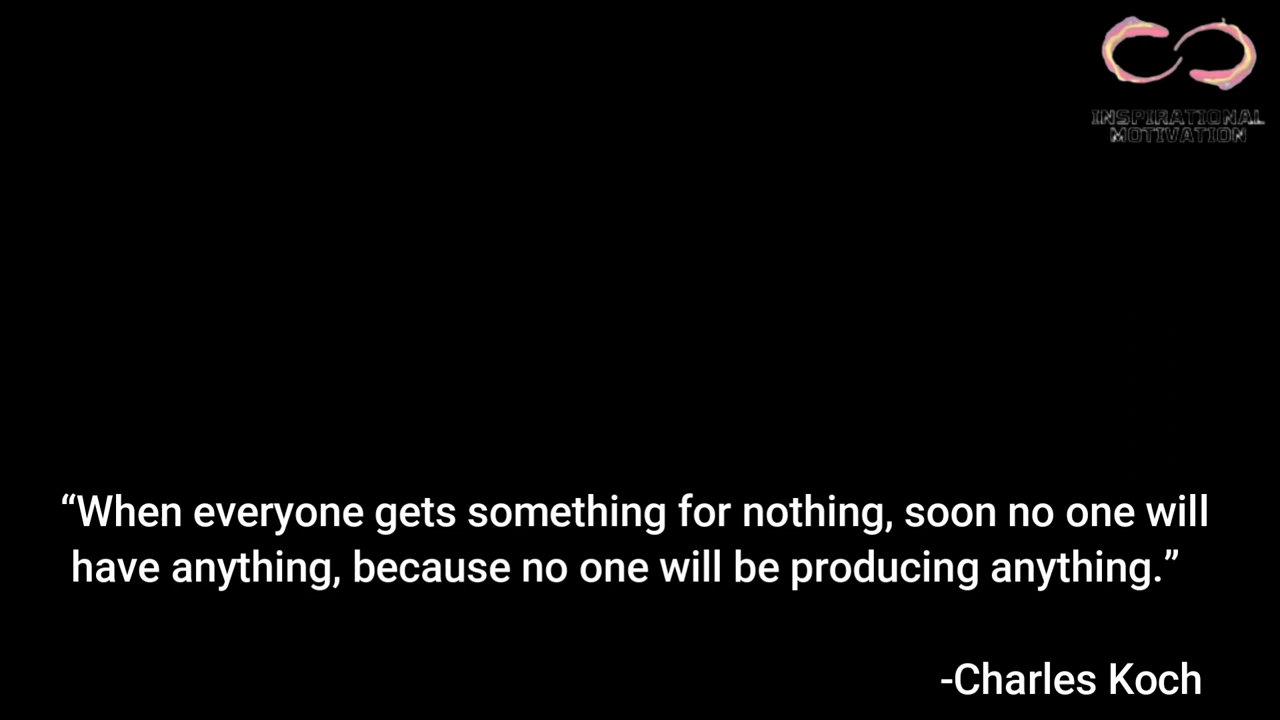 INSPIRATIONAL
MOTIVATION
“When everyone gets something for nothing, soon no one will
have anything, because no one will be producing anything.”
-Charles Koch